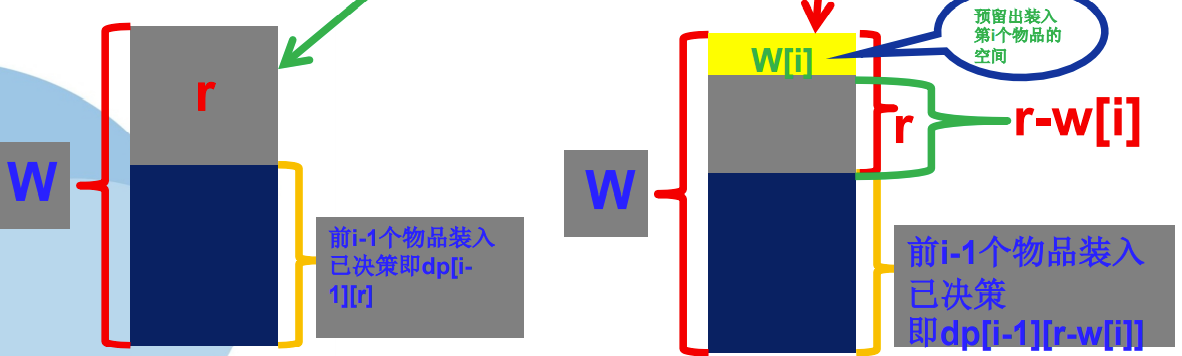 W
r
前i-1个物品装入
已决策即dp[i-
1][r]
预留出装入
第i个物品的
空间
W[i]
r
r-w[i]
W
前i-1个物品装入
已决策
即dp[i-1][r-w[i]]